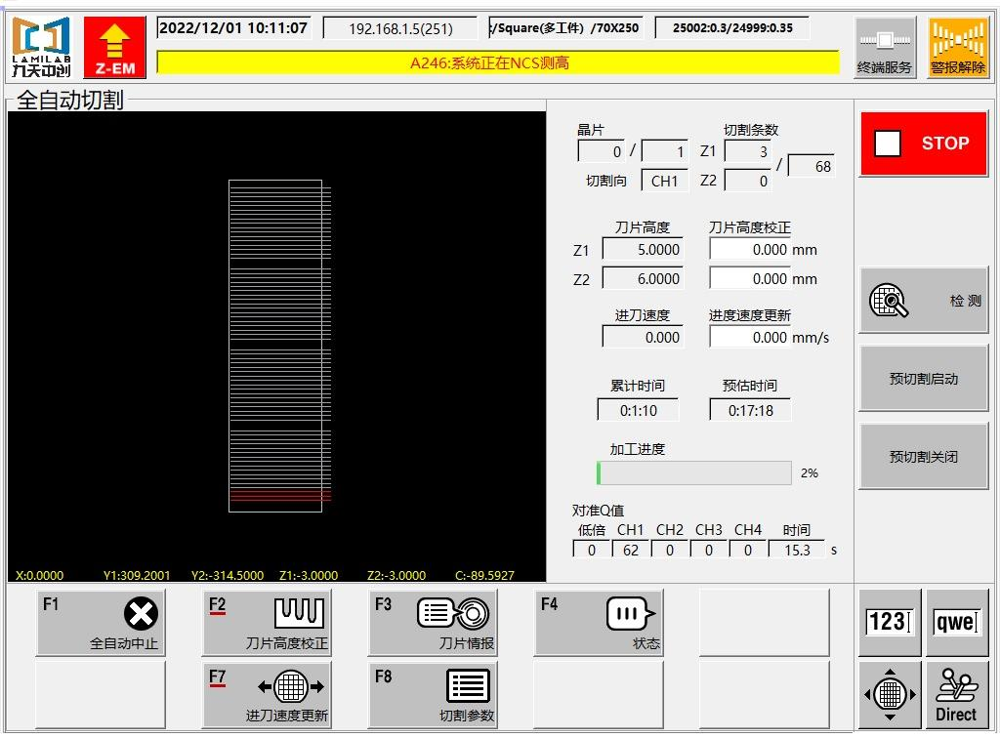 LAMILAB
九天中创
Z-EM
2022/12/01 10:11:07
192.168.1.5(251)
:/Square(多工件) /70X250
25002:0.3/24999:0.35
A246:系统正在NCS测高
终端服务
警报解除
全自动切割
晶片
切割条数
0 / 1
Z1 3
/ 68
切割向 CH1
Z2 0
刀片高度
刀片高度校正
Z1 5.0000
0.000 mm
Z2 6.0000
0.000 mm
进刀速度
进度速度更新
0.000
0.000 mm/s
累计时间
预估时间
0:1:10
0:17:18
加工进度
2%
对准Q值
低倍 CH1 CH2 CH3 CH4 时间
0 62 0 0 0 15.3 s
STOP
检 测
预切割启动
预切割关闭
X:0.0000 Y1:309.2001 Y2:-314.5000 Z1:-3.0000 Z2:-3.0000 C:-89.5927
F1
全自动中止
F2
刀片高度校正
F3
刀片情报
F4
状态
123
qwe
F7
进刀速度更新
F8
切割参数
Direct